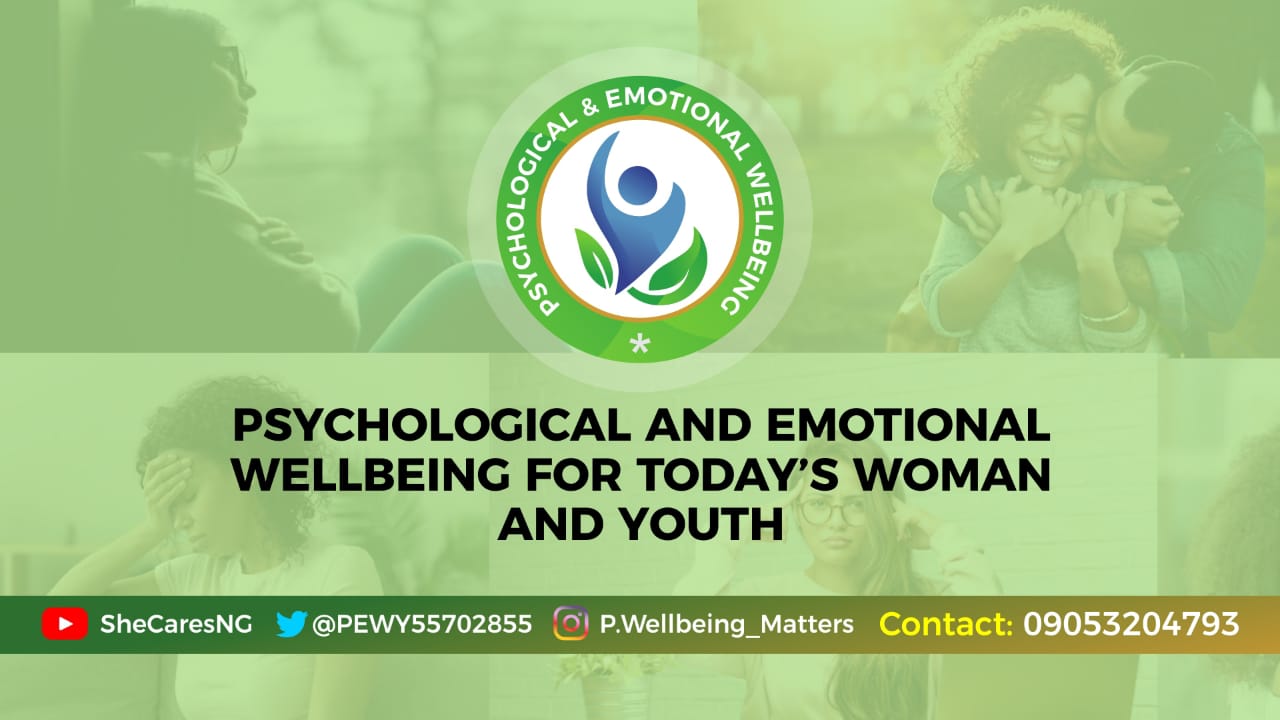 PSYCHOLOGICAL & EMOTIONAL WELLBEING
*
PSYCHOLOGICAL AND EMOTIONAL
WELLBEING FOR TODAY’S WOMAN
AND YOUTH
SheCaresNG @PEWY55702855 P.Wellbeing_Matters Contact: 09053204793